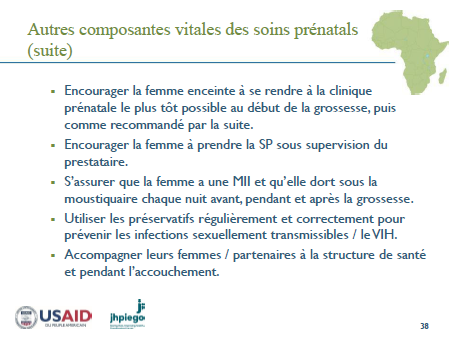 Autres composantes vitales des soins prénatals
(suite)
▪ Encourager la femme enceinte à se rendre à la clinique
prénatale le plus tôt possible au début de la grossesse, puis
comme recommandé par la suite.
▪ Encourager la femme à prendre la SP sous supervision du
prestataire.
▪ S'assurer que la femme a une MII et qu'elle dort sous la
moustiquaire chaque nuit avant, pendant et après la grossesse.
▪ Utiliser les préservatifs régulièrement et correctement pour
prévenir les infections sexuellement transmissibles / le VIH.
▪ Accompagner leurs femmes / partenaires à la structure de santé
et pendant l'accouchement.
USAID
jhpiego
38